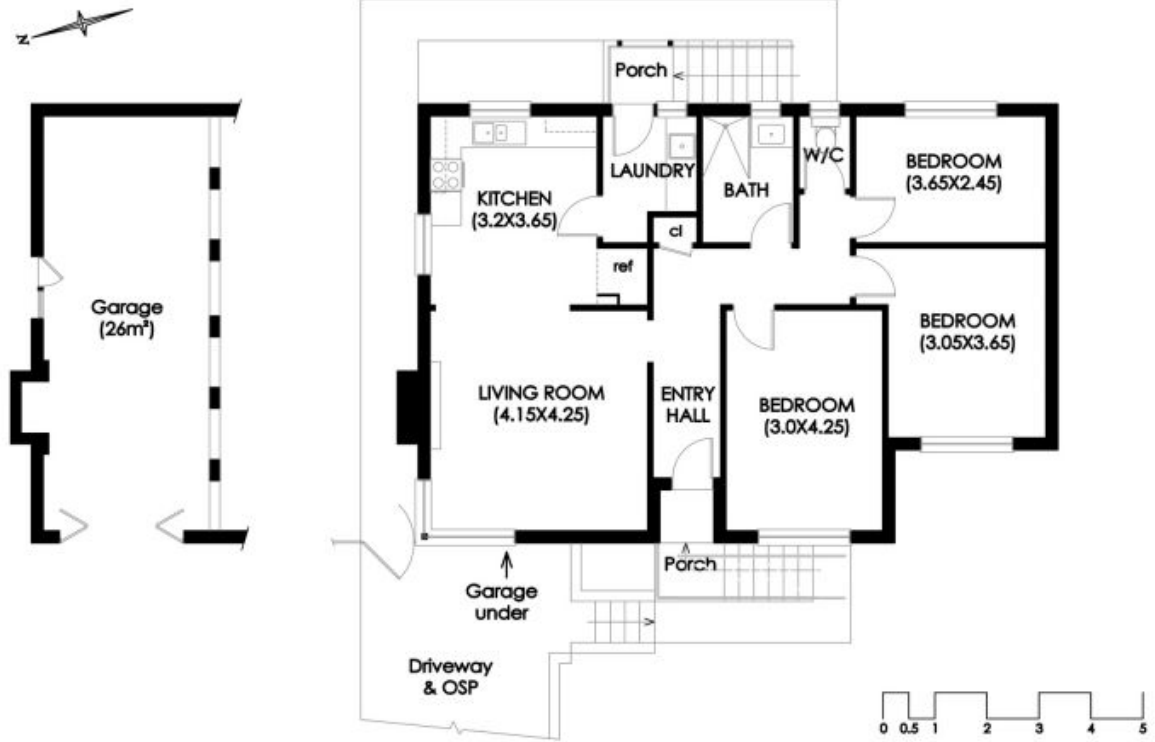 N
Porch
KITCHEN
(3.2X3.65)
LAUNDRY
BATH
W/C
BEDROOM
(3.65X2.45)
cl
ref
Garage
(26m²)
BEDROOM
(3.05X3.65)
LIVING ROOM
(4.15X4.25)
ENTRY
HALL
BEDROOM
(3.0X4.25)
Garage
under
Porch
Driveway
& OSP
0 0.5 1 2 3 4 5